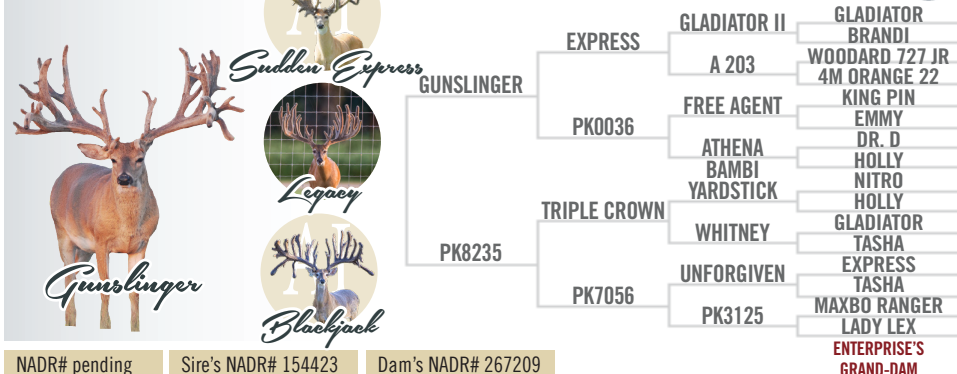 Sudden Express
Legacy
Blackjack
Gunslinger
GUNSLINGER
PK8235
EXPRESS
PK0036
TRIPLE CROWN
PK7056
GLADIATOR II
A 203
FREE AGENT
ATHENA
BAMBI
YARDSTICK
WHITNEY
UNFORGIVEN
PK3125
GLADIATOR
BRANDI
WOODARD 727 JR
4M ORANGE 22
KING PIN
EMMY
DR. D
HOLLY
NITRO
HOLLY
GLADIATOR
TASHA
EXPRESS
TASHA
MAXBO RANGER
LADY LEX
ENTERPRISE'S
GRAND-DAM
NADR# pending
Sire's NADR# 154423
Dam's NADR# 267209